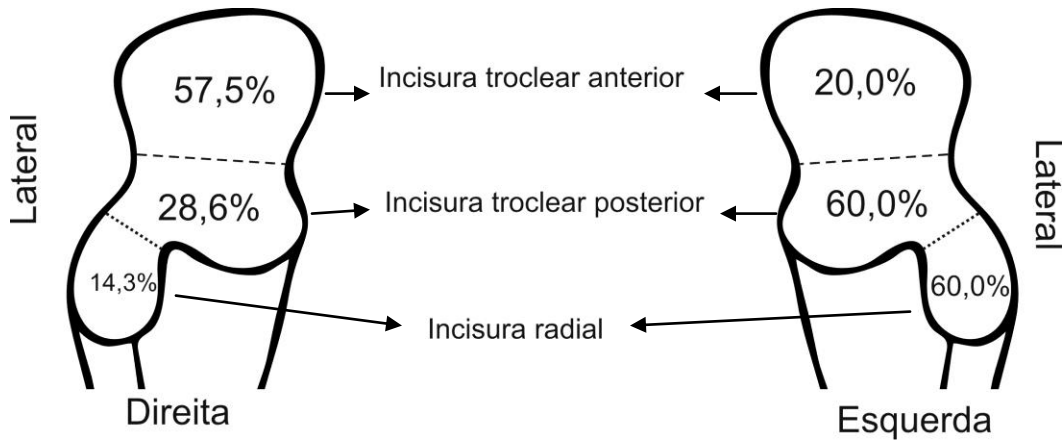 57,5%
Incisura troclear anterior
20,0%
Lateral
Lateral
28,6%
Incisura troclear posterior
60,0%
14,3%
60,0%
Incisura radial
Direita
Esquerda